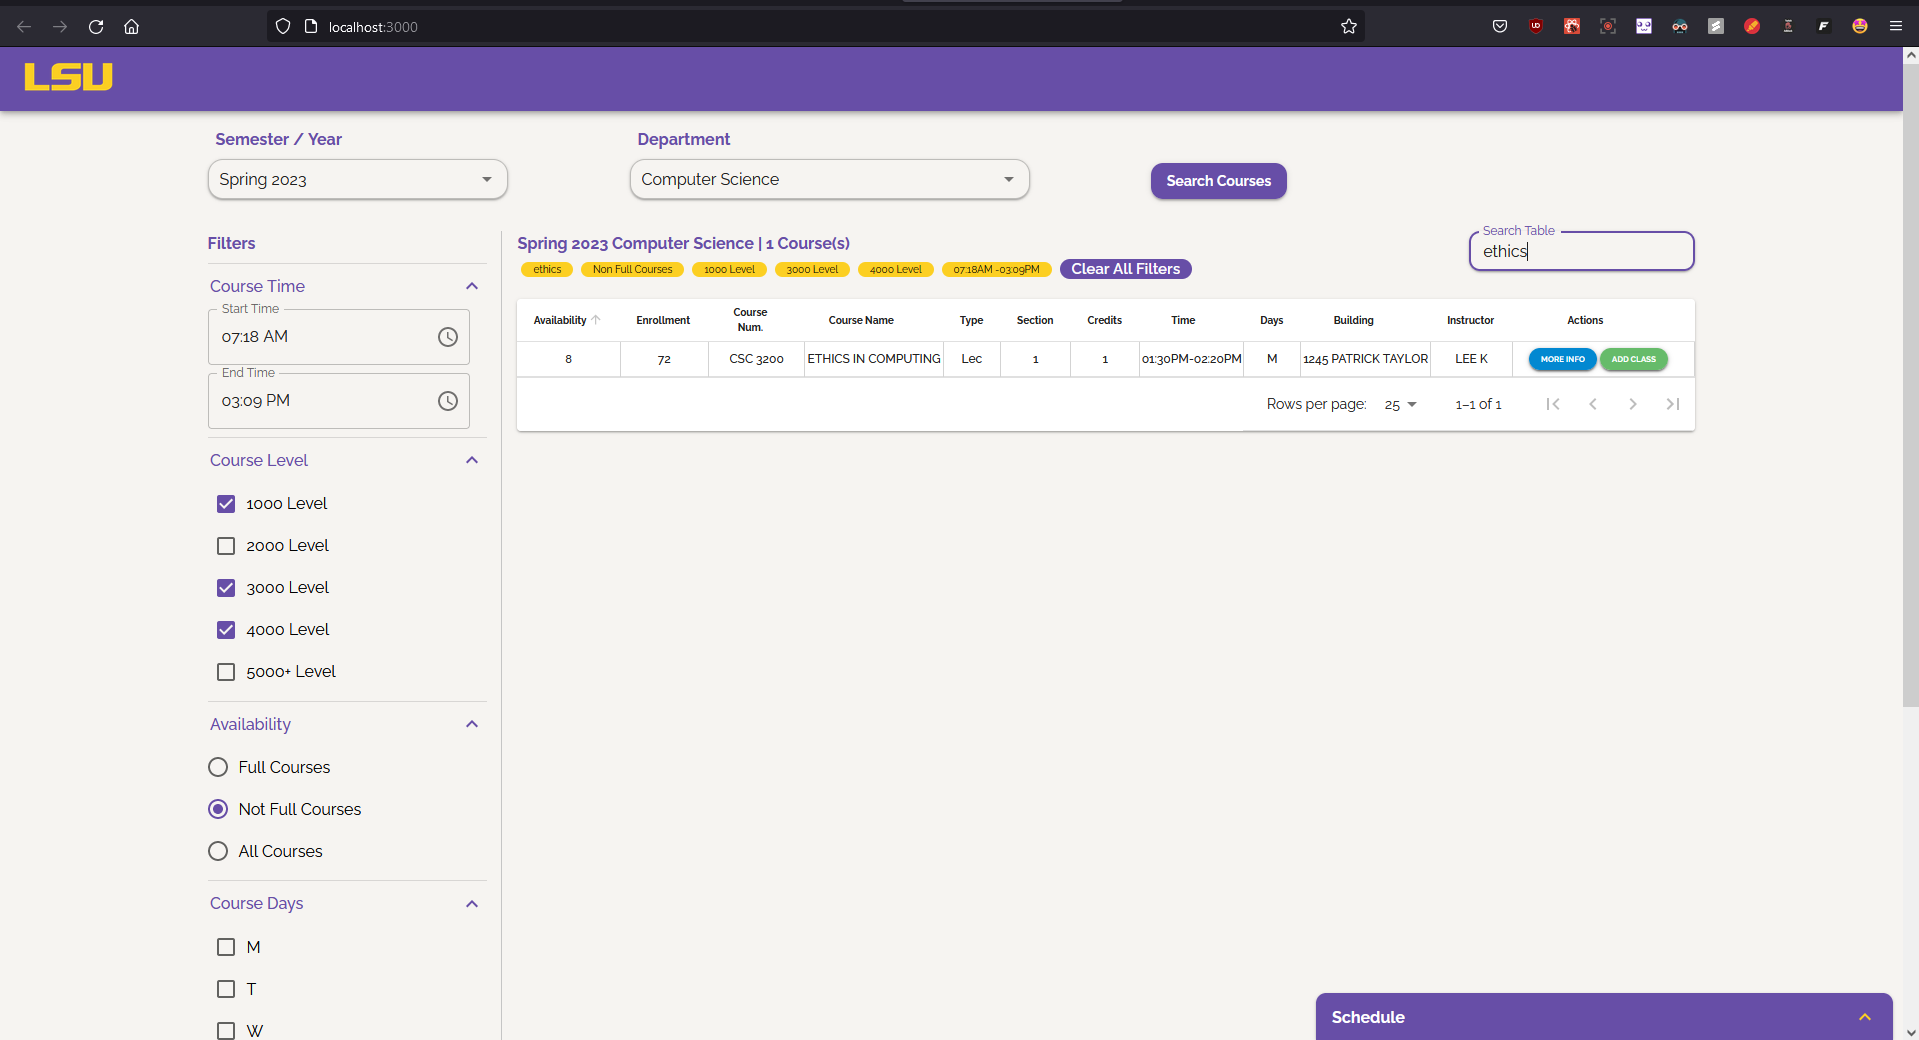 localhost:3000
LSU
Semester / Year
Department
Spring 2023
Computer Science
Search Courses
Filters
Course Time
Start Time
07:18 AM
End Time
03:09 PM
Course Level
1000 Level
2000 Level
3000 Level
4000 Level
5000+ Level
Availability
Full Courses
Not Full Courses
All Courses
Course Days
M
T
W
Spring 2023 Computer Science | 1 Course(s)
Search Table
ethics
ethics Non Full Courses 1000 Level 3000 Level 4000 Level 07:18AM -03:09PM Clear All Filters
Availability Enrollment Course Num. Course Name Type Section Credits Time Days Building Instructor Actions
8 72 CSC 3200 ETHICS IN COMPUTING Lec 1 1 01:30PM-02:20PM M 1245 PATRICK TAYLOR LEE K MORE INFO ADD CLASS
Rows per page: 25 1–1 of 1
Schedule